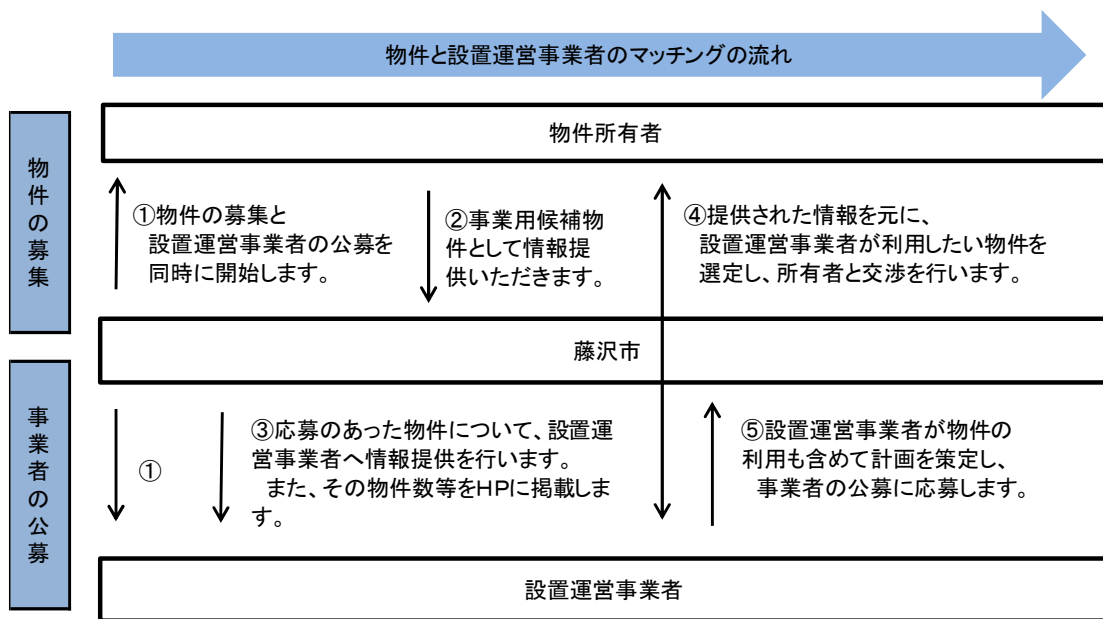 物件と設置運営事業者のマッチングの流れ
物件の募集
物件所有者
①物件の募集と
設置運営事業者の公募を
同時に開始します。
②事業用候補物
件として情報提
供いただきます。
④提供された情報を元に、
設置運営事業者が利用したい物件を
選定し、所有者と交渉を行います。
藤沢市
事業者の公募
①
③応募のあった物件について、設置運
営事業者へ情報提供を行います。
また、その物件数等をHPに掲載しま
す。
⑤設置運営事業者が物件の
利用も含めて計画を策定し、
事業者の公募に応募します。
設置運営事業者